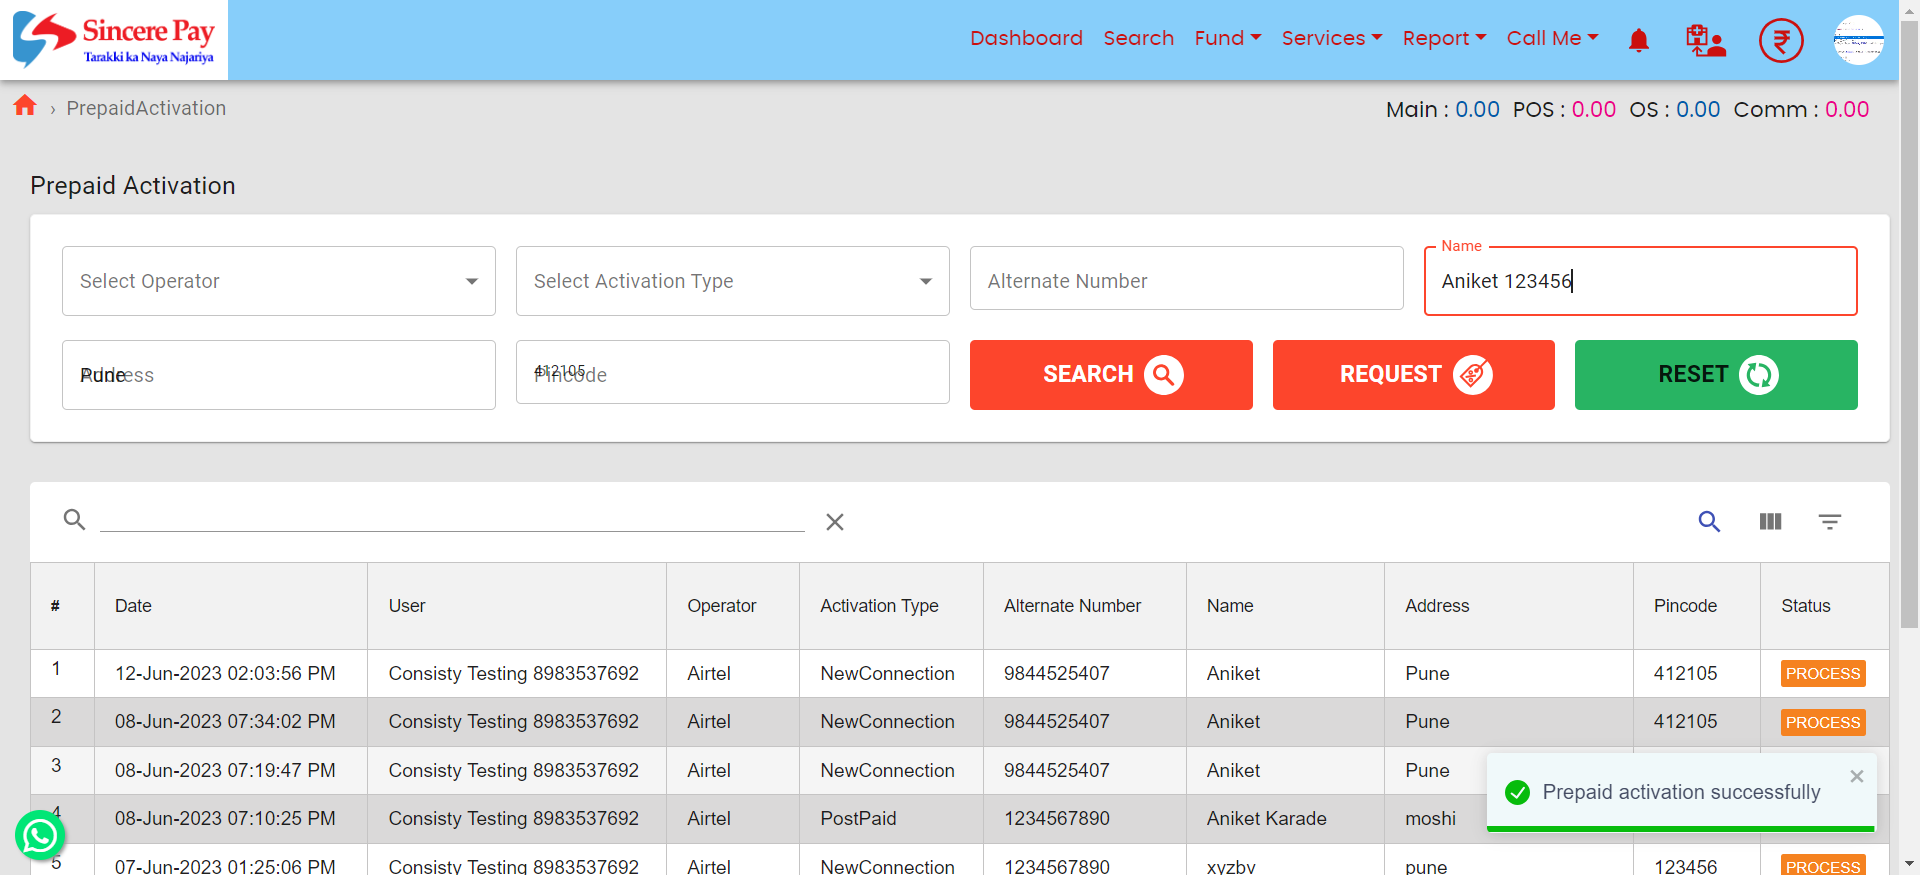 Sincere Pay
Tarakki ka Naya Najariya
Dashboard Search Fund Services Report Call Me
› PrepaidActivation
Main : 0.00 POS : 0.00 OS : 0.00 Comm : 0.00
Prepaid Activation
Select Operator
Select Activation Type
Alternate Number
Name
Aniket 123456
Address
Pune
Pincode
412105
SEARCH
REQUEST
RESET
# Date User Operator Activation Type Alternate Number Name Address Pincode Status
1 12-Jun-2023 02:03:56 PM Consisty Testing 8983537692 Airtel NewConnection 9844525407 Aniket Pune 412105 PROCESS
2 08-Jun-2023 07:34:02 PM Consisty Testing 8983537692 Airtel NewConnection 9844525407 Aniket Pune 412105 PROCESS
3 08-Jun-2023 07:19:47 PM Consisty Testing 8983537692 Airtel NewConnection 9844525407 Aniket Pune
4 08-Jun-2023 07:10:25 PM Consisty Testing 8983537692 Airtel PostPaid 1234567890 Aniket Karade moshi
5 07-Jun-2023 01:25:06 PM Consisty Testing 8983537692 Airtel NewConnection 1234567890 xyzbv pune 123456 PROCESS
Prepaid activation successfully